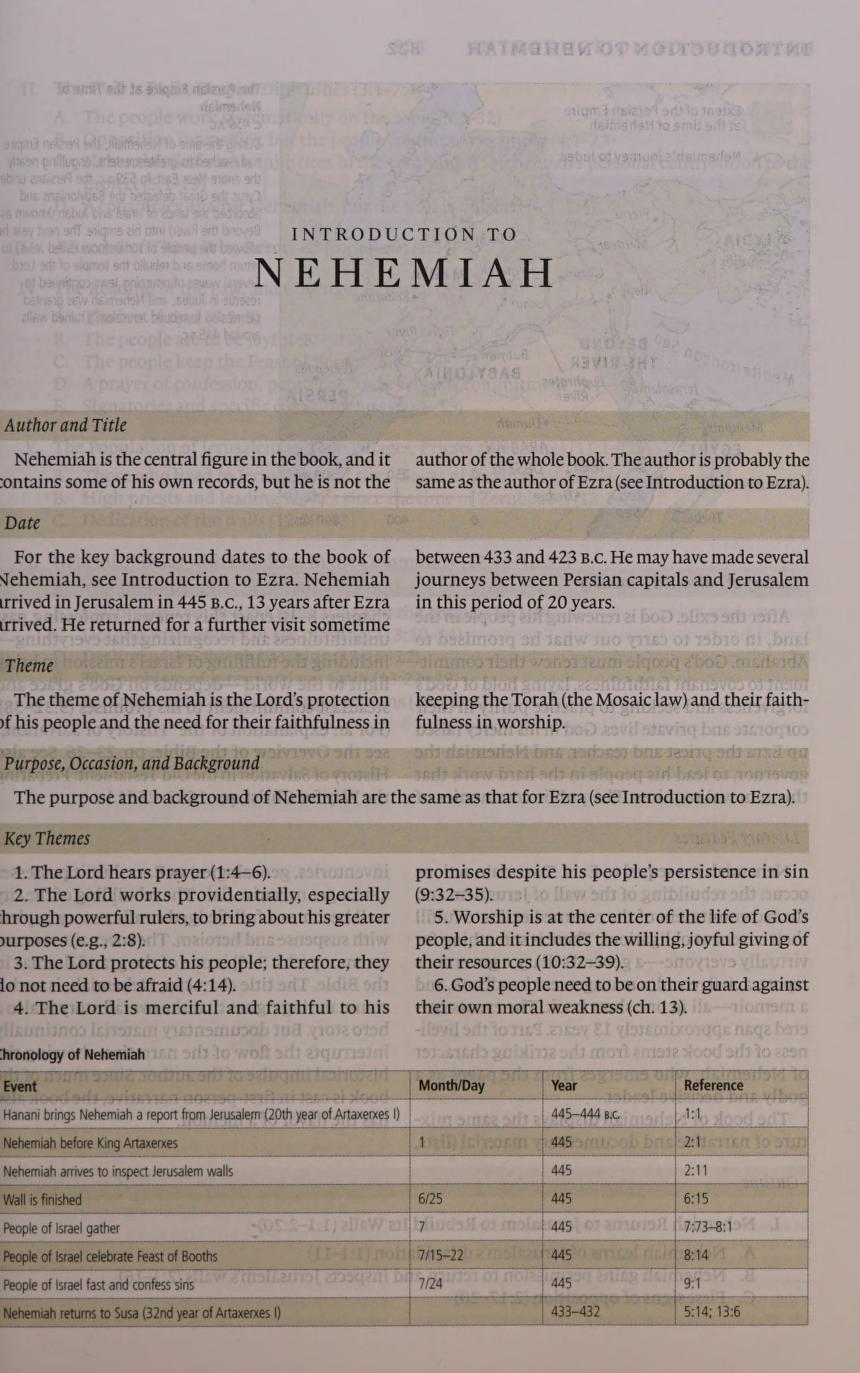 INTRODUCTION TO
NEHEMIAH
Author and Title
Nehemiah is the central figure in the book, and it
contains some of his own records, but he is not the
author of the whole book. The author is probably the
same as the author of Ezra (see Introduction to Ezra).
Date
For the key background dates to the book of
Nehemiah, see Introduction to Ezra. Nehemiah
arrived in Jerusalem in 445 B.C., 13 years after Ezra
arrived. He returned for a further visit sometime
between 433 and 423 B.C. He may have made several
journeys between Persian capitals and Jerusalem
in this period of 20 years.
Theme
The theme of Nehemiah is the Lord's protection
of his people and the need for their faithfulness in
keeping the Torah (the Mosaic law) and their faith-
fulness in worship.
Purpose, Occasion, and Background
The purpose and background of Nehemiah are the same as that for Ezra (see Introduction to Ezra).
Key Themes
1. The Lord hears prayer (1:4–6).
2. The Lord works providentially, especially
through powerful rulers, to bring about his greater
purposes (e.g., 2:8).
3. The Lord protects his people; therefore, they
do not need to be afraid (4:14).
4. The Lord is merciful and faithful to his
promises despite his people's persistence in sin
(9:32–35).
5. Worship is at the center of the life of God's
people, and it includes the willing, joyful giving of
their resources (10:32–39).
6. God's people need to be on their guard against
their own moral weakness (ch. 13).
Chronology of Nehemiah
Event Month/Day Year Reference
Hanani brings Nehemiah a report from Jerusalem (20th year of Artaxerxes I) 445–444 B.C. 1:1
Nehemiah before King Artaxerxes 1 445 2:1
Nehemiah arrives to inspect Jerusalem walls 445 2:11
Wall is finished 6/25 445 6:15
People of Israel gather 7 445 7:73–8:1
People of Israel celebrate Feast of Booths 7/15–22 445 8:14
People of Israel fast and confess sins 7/24 445 9:1
Nehemiah returns to Susa (32nd year of Artaxerxes I) 433–432 5:14; 13:6